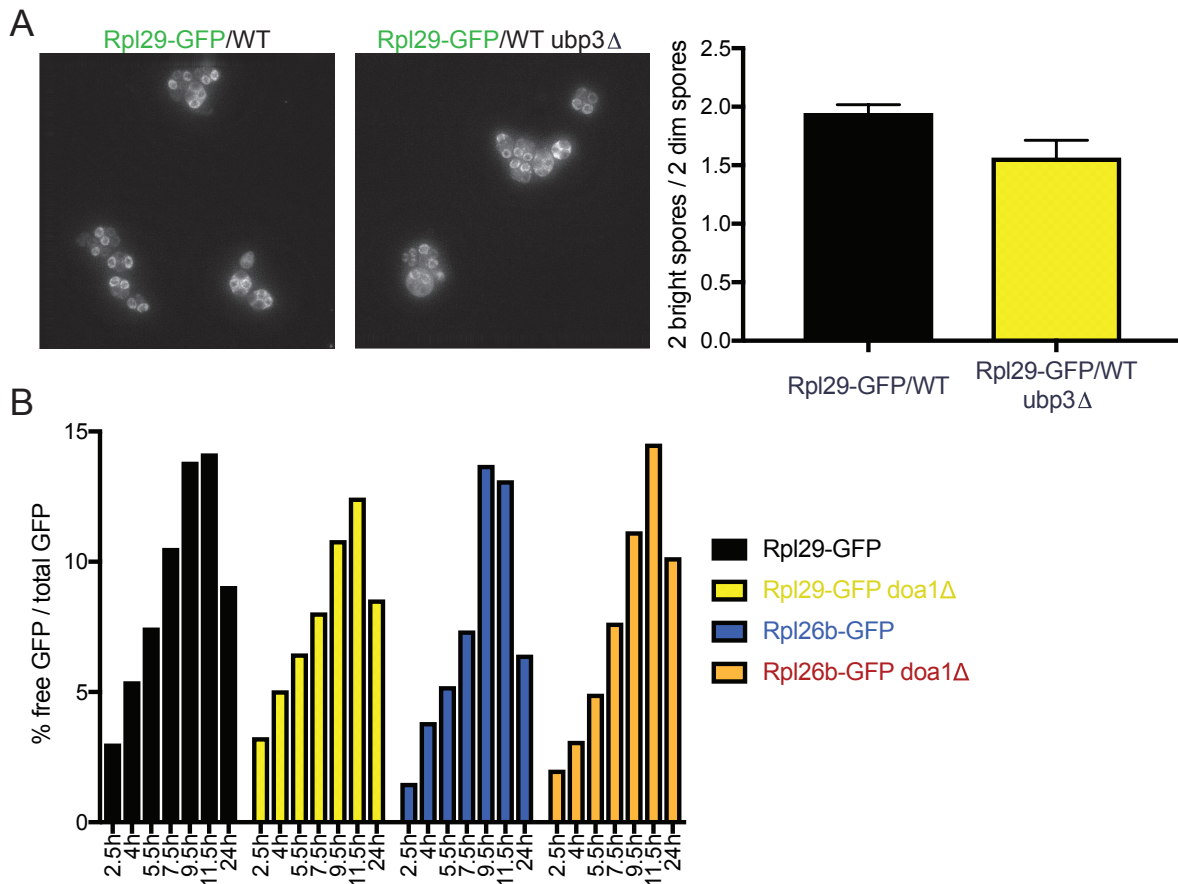 A
Rpl29-GFP/WT
Rpl29-GFP/WT ubp3Δ
2 bright spores / 2 dim spores
2.5
2.0
1.5
1.0
0.5
0.0
Rpl29-GFP/WT
Rpl29-GFP/WT
ubp3Δ
B
% free GFP / total GFP
15
10
5
0
2.5h
4h
5.5h
7.5h
9.5h
11.5h
24h
2.5h
4h
5.5h
7.5h
9.5h
11.5h
24h
2.5h
4h
5.5h
7.5h
9.5h
11.5h
24h
2.5h
4h
5.5h
7.5h
9.5h
11.5h
24h
Rpl29-GFP
Rpl29-GFP doa1Δ
Rpl26b-GFP
Rpl26b-GFP doa1Δ